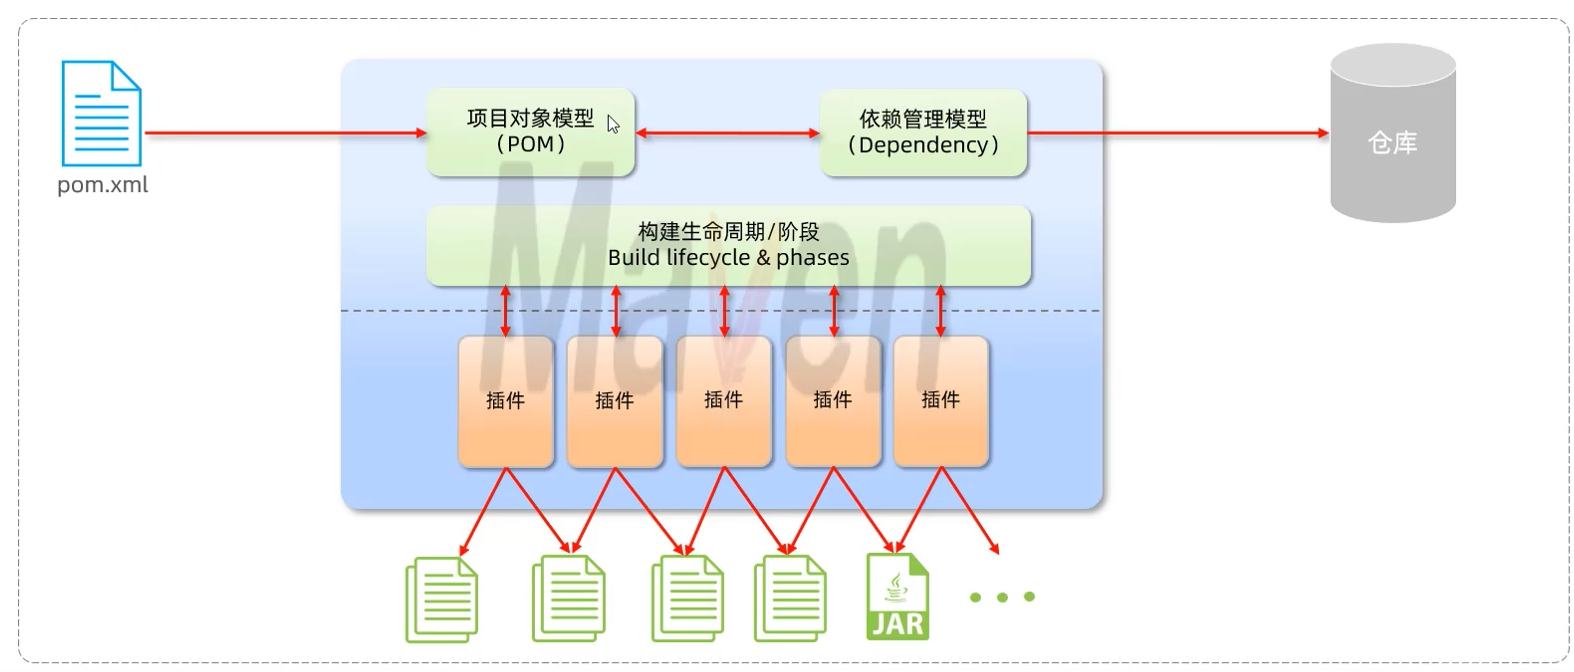 项目对象模型
（POM）
依赖管理模型
（Dependency）
仓库
pom.xml
构建生命周期/阶段
Build lifecycle & phases
Maven
插件
插件
插件
插件
插件
JAR